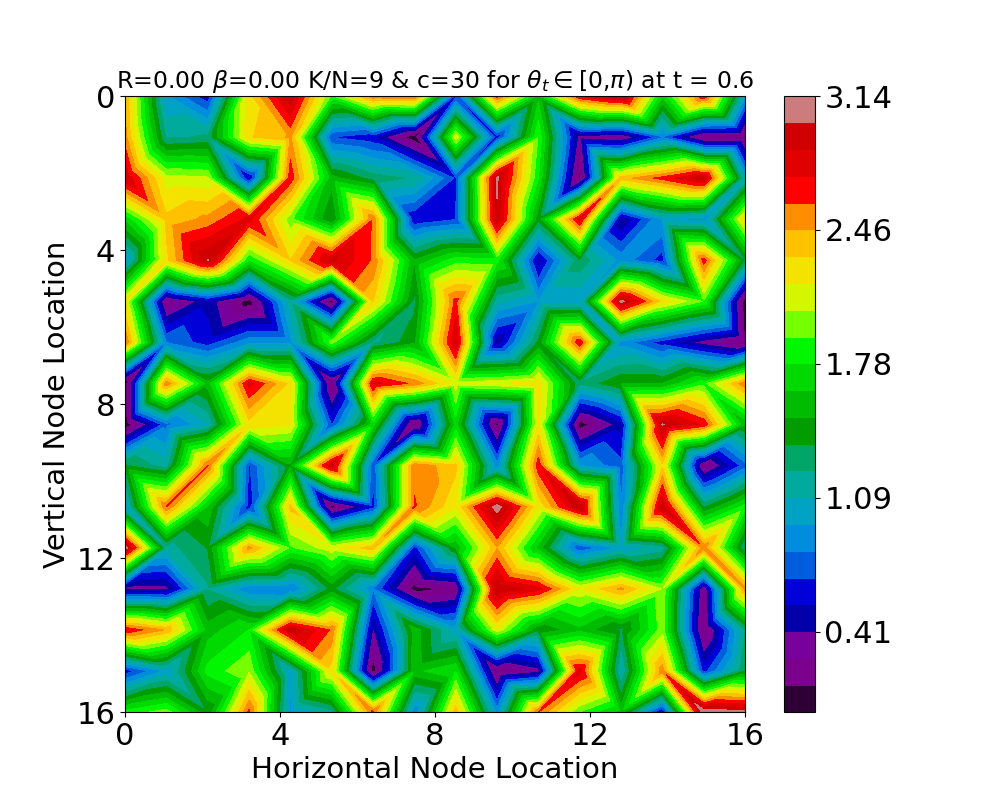 R=0.00 β=0.00 K/N=9 & c=30 for θ_t ∈ [0,π) at t = 0.6
0
4
8
12
16
Vertical Node Location
0 4 8 12 16
Horizontal Node Location
3.14
2.46
1.78
1.09
0.41